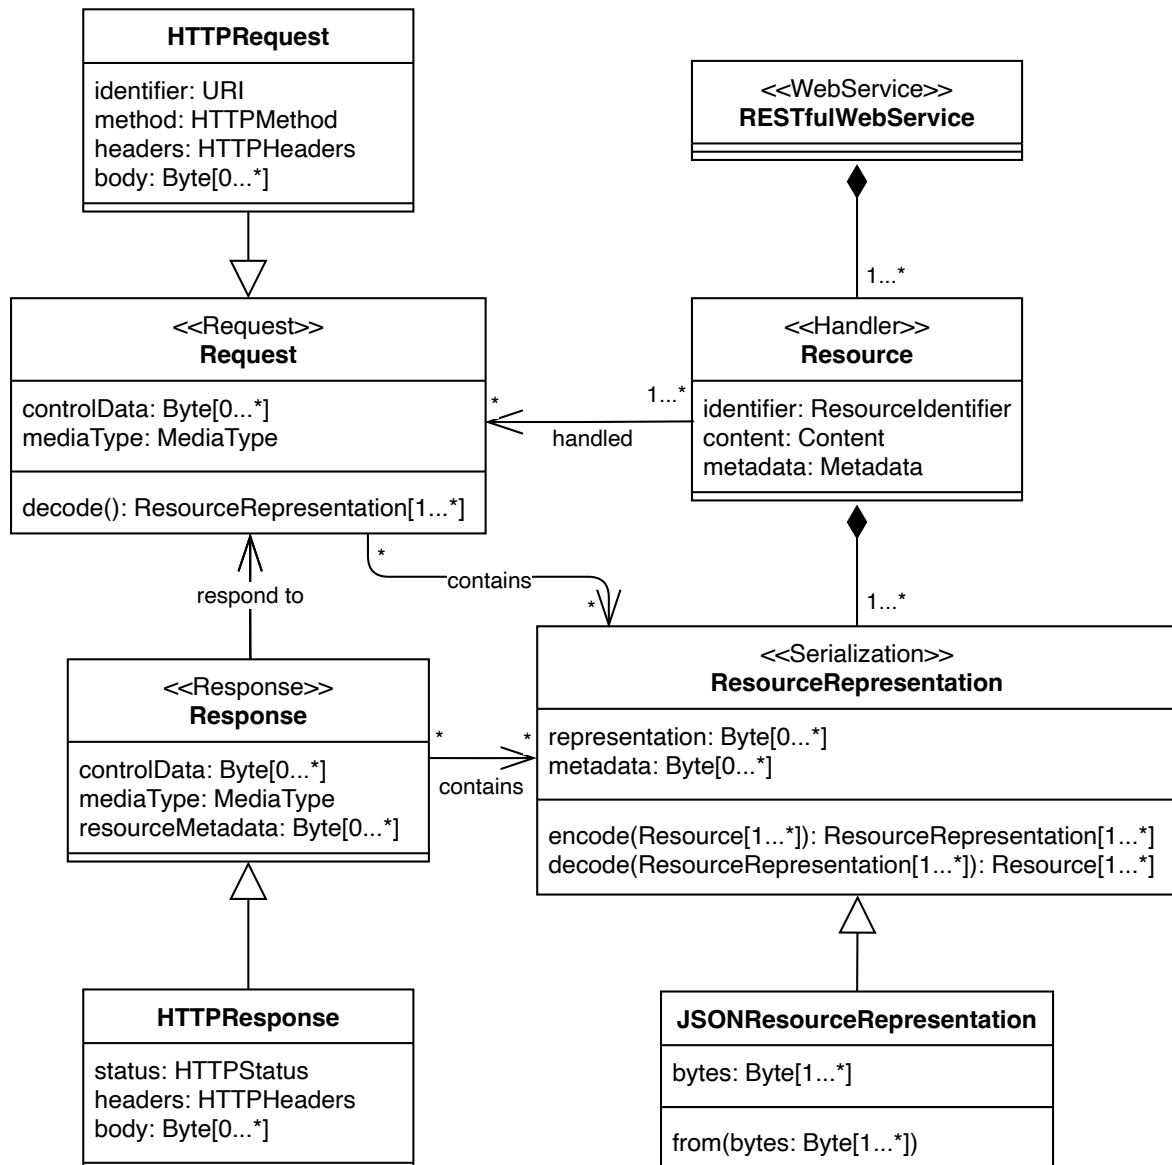 HTTPRequest
identifier: URI
method: HTTPMethod
headers: HTTPHeaders
body: Byte[0...*]
<<WebService>>
RESTfulWebService
1...*
<<Request>>
Request
controlData: Byte[0...*]
mediaType: MediaType
decode(): ResourceRepresentation[1...*]
*
handled
1...*
<<Handler>>
Resource
identifier: ResourceIdentifier
content: Content
metadata: Metadata
*
contains
*
respond to
1...*
<<Response>>
Response
controlData: Byte[0...*]
mediaType: MediaType
resourceMetadata: Byte[0...*]
*
*
contains
<<Serialization>>
ResourceRepresentation
representation: Byte[0...*]
metadata: Byte[0...*]
encode(Resource[1...*]): ResourceRepresentation[1...*]
decode(ResourceRepresentation[1...*]): Resource[1...*]
HTTPResponse
status: HTTPStatus
headers: HTTPHeaders
body: Byte[0...*]
JSONResourceRepresentation
bytes: Byte[1...*]
from(bytes: Byte[1...*])